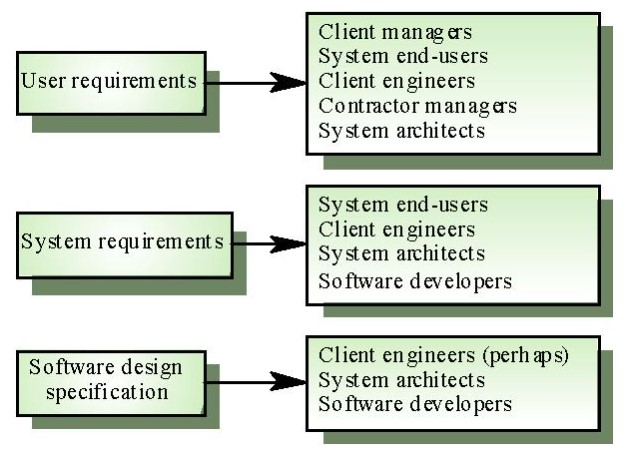 User requirements
Client managers
System end-users
Client engineers
Contractor managers
System architects
System requirements
System end-users
Client engineers
System architects
Software developers
Software design
specification
Client engineers (perhaps)
System architects
Software developers